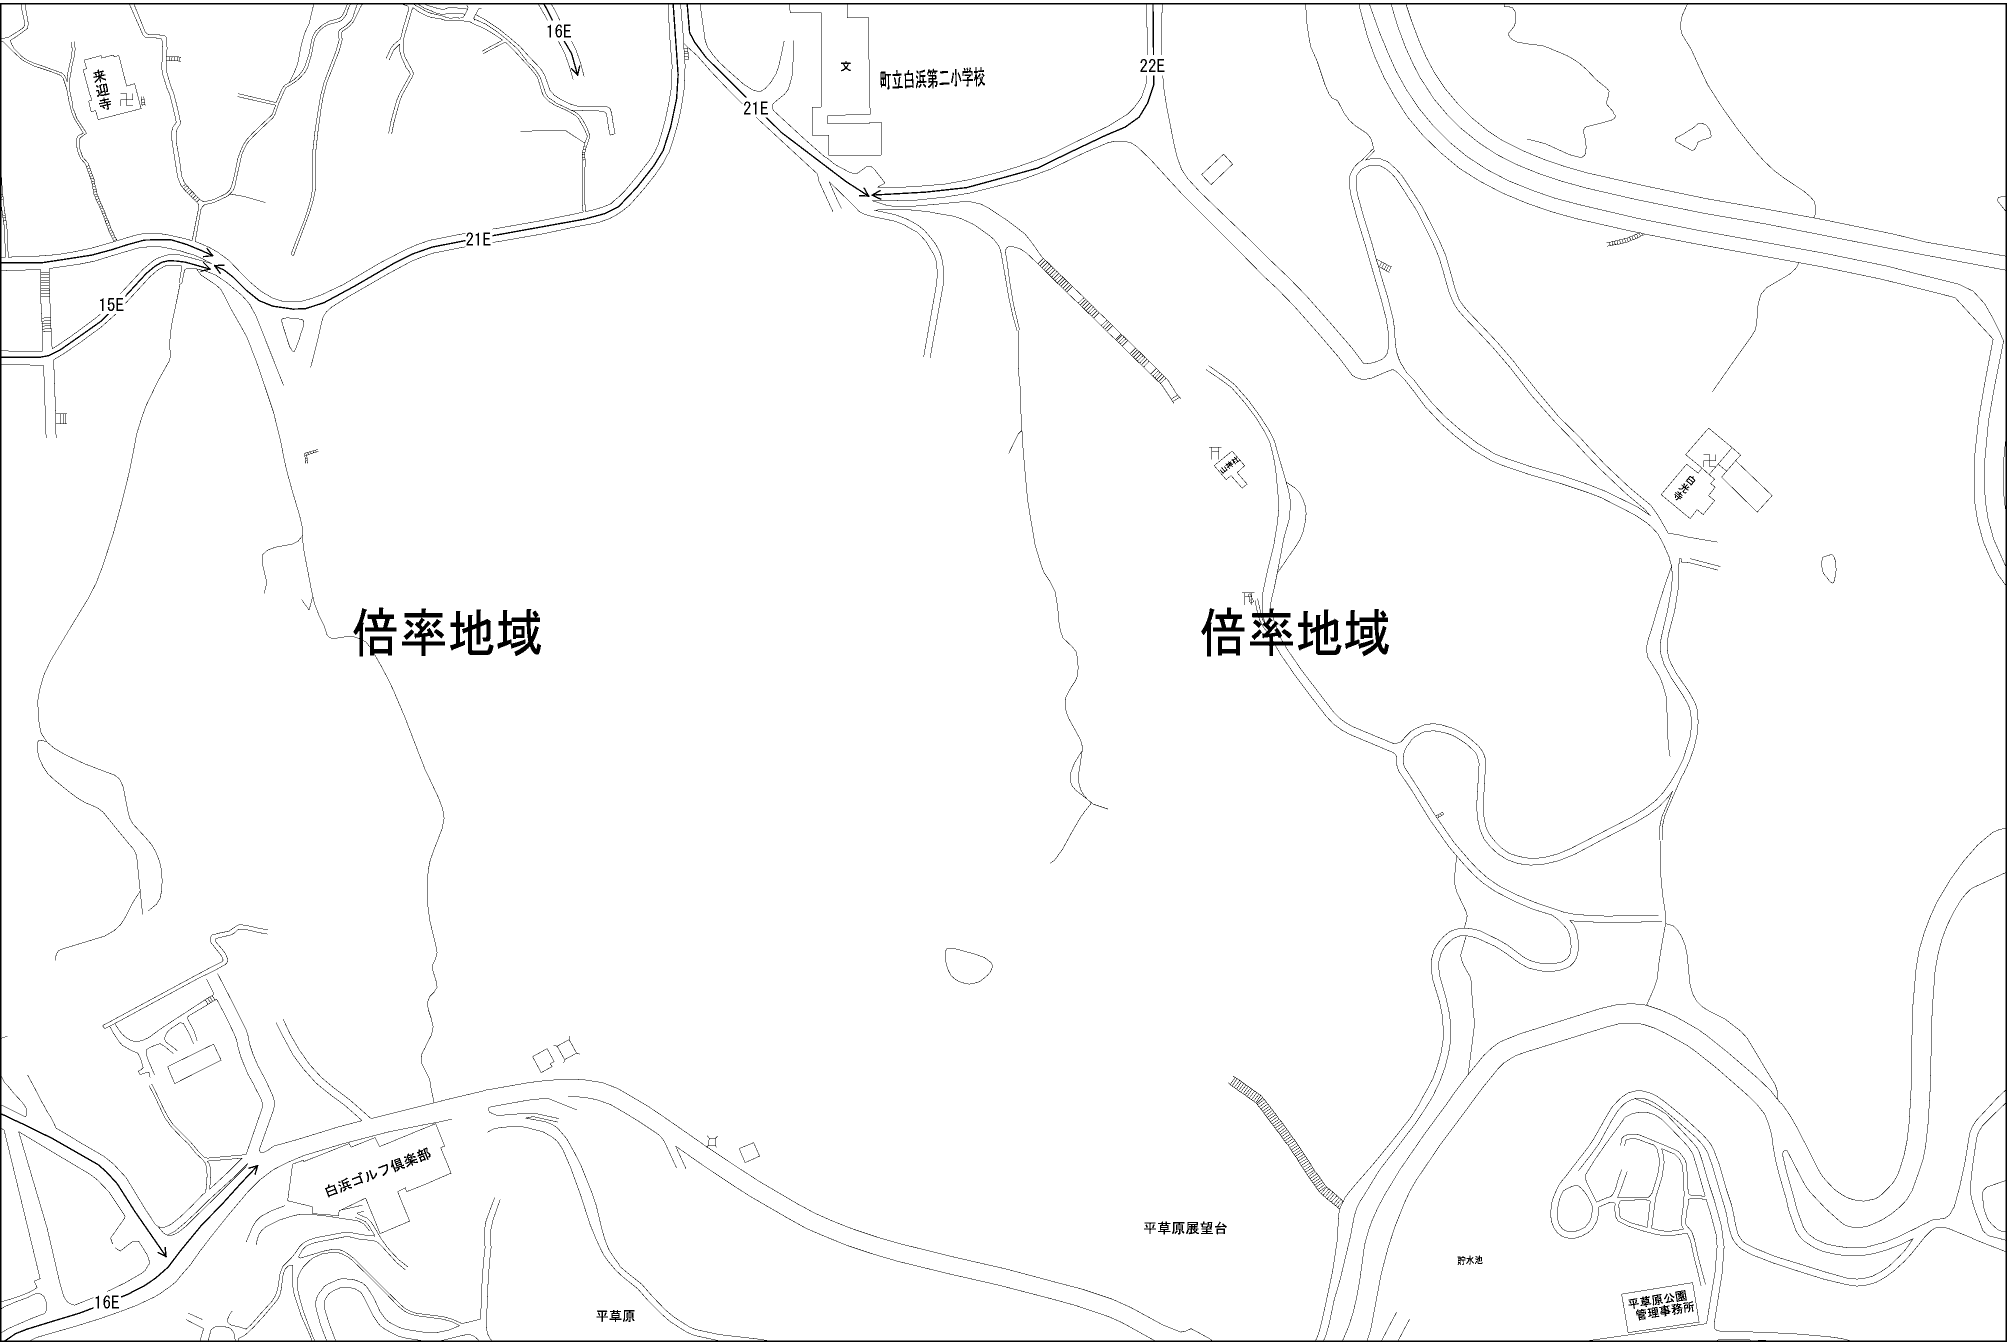 16E
来迎寺
文
町立白浜第二小学校
22E
21E
21E
15E
山神社
白光寺
倍率地域
倍率地域
白浜ゴルフ倶楽部
平草原展望台
貯水池
16E
平草原
平草原公園
管理事務所